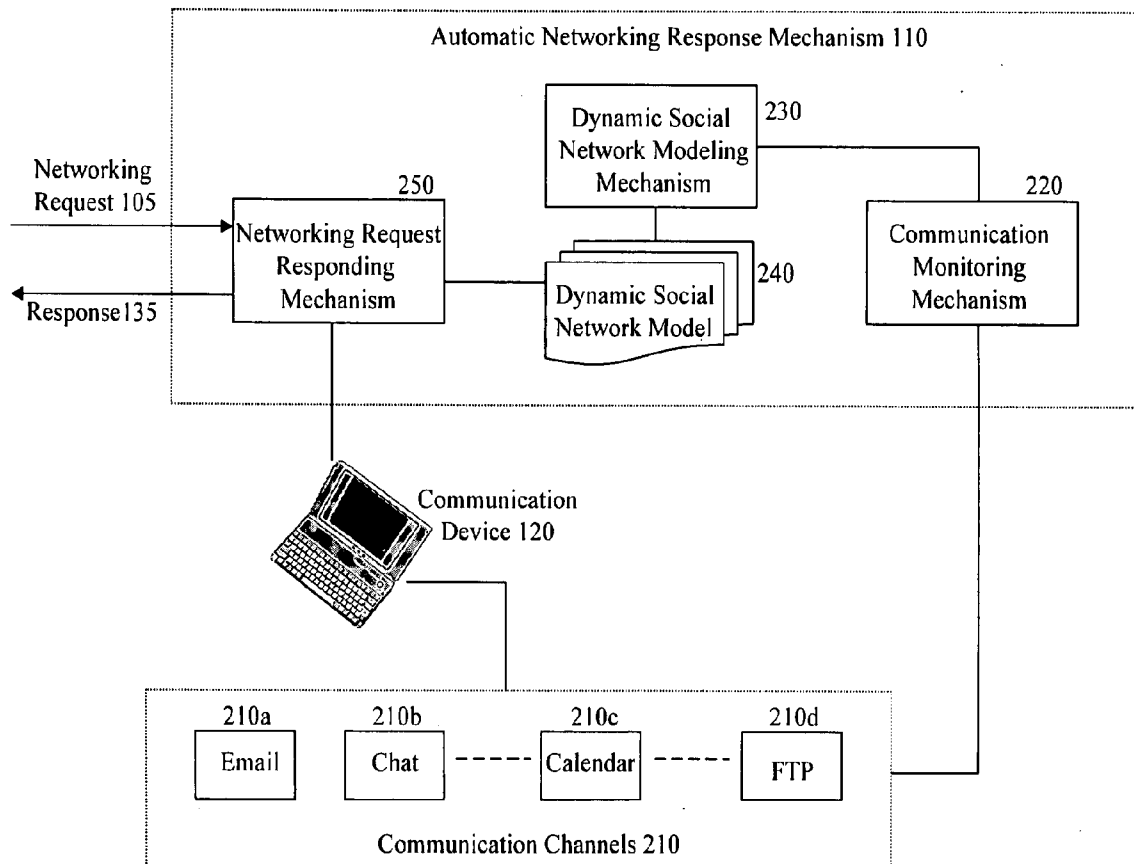 Automatic Networking Response Mechanism 110
Dynamic Social
Network Modeling
Mechanism
230
Networking
Request 105
250
220
Networking Request
Responding
Mechanism
Communication
Monitoring
Mechanism
240
Dynamic Social
Network Model
Response135
Communication
Device 120
210a
210b
210c
210d
Email
Chat
Calendar
FTP
Communication Channels 210